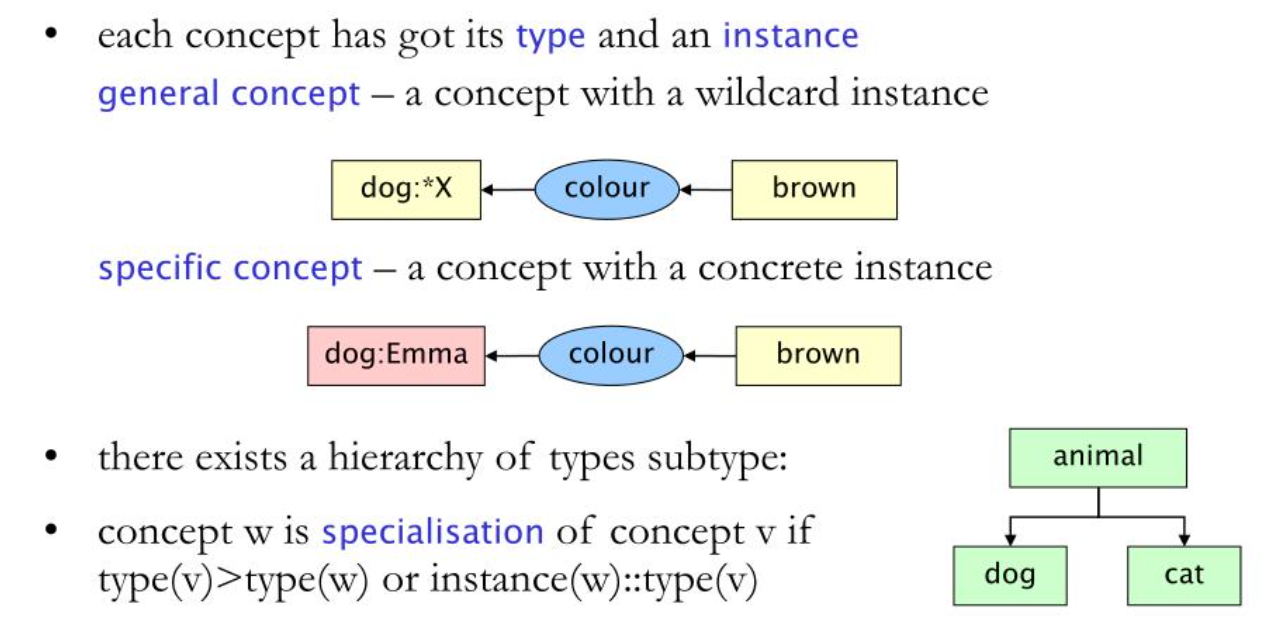 • each concept has got its type and an instance
general concept – a concept with a wildcard instance
dog:*X colour brown
specific concept – a concept with a concrete instance
dog:Emma colour brown
• there exists a hierarchy of types subtype:
animal
• concept w is specialisation of concept v if
type(v)>type(w) or instance(w)::type(v)
dog cat